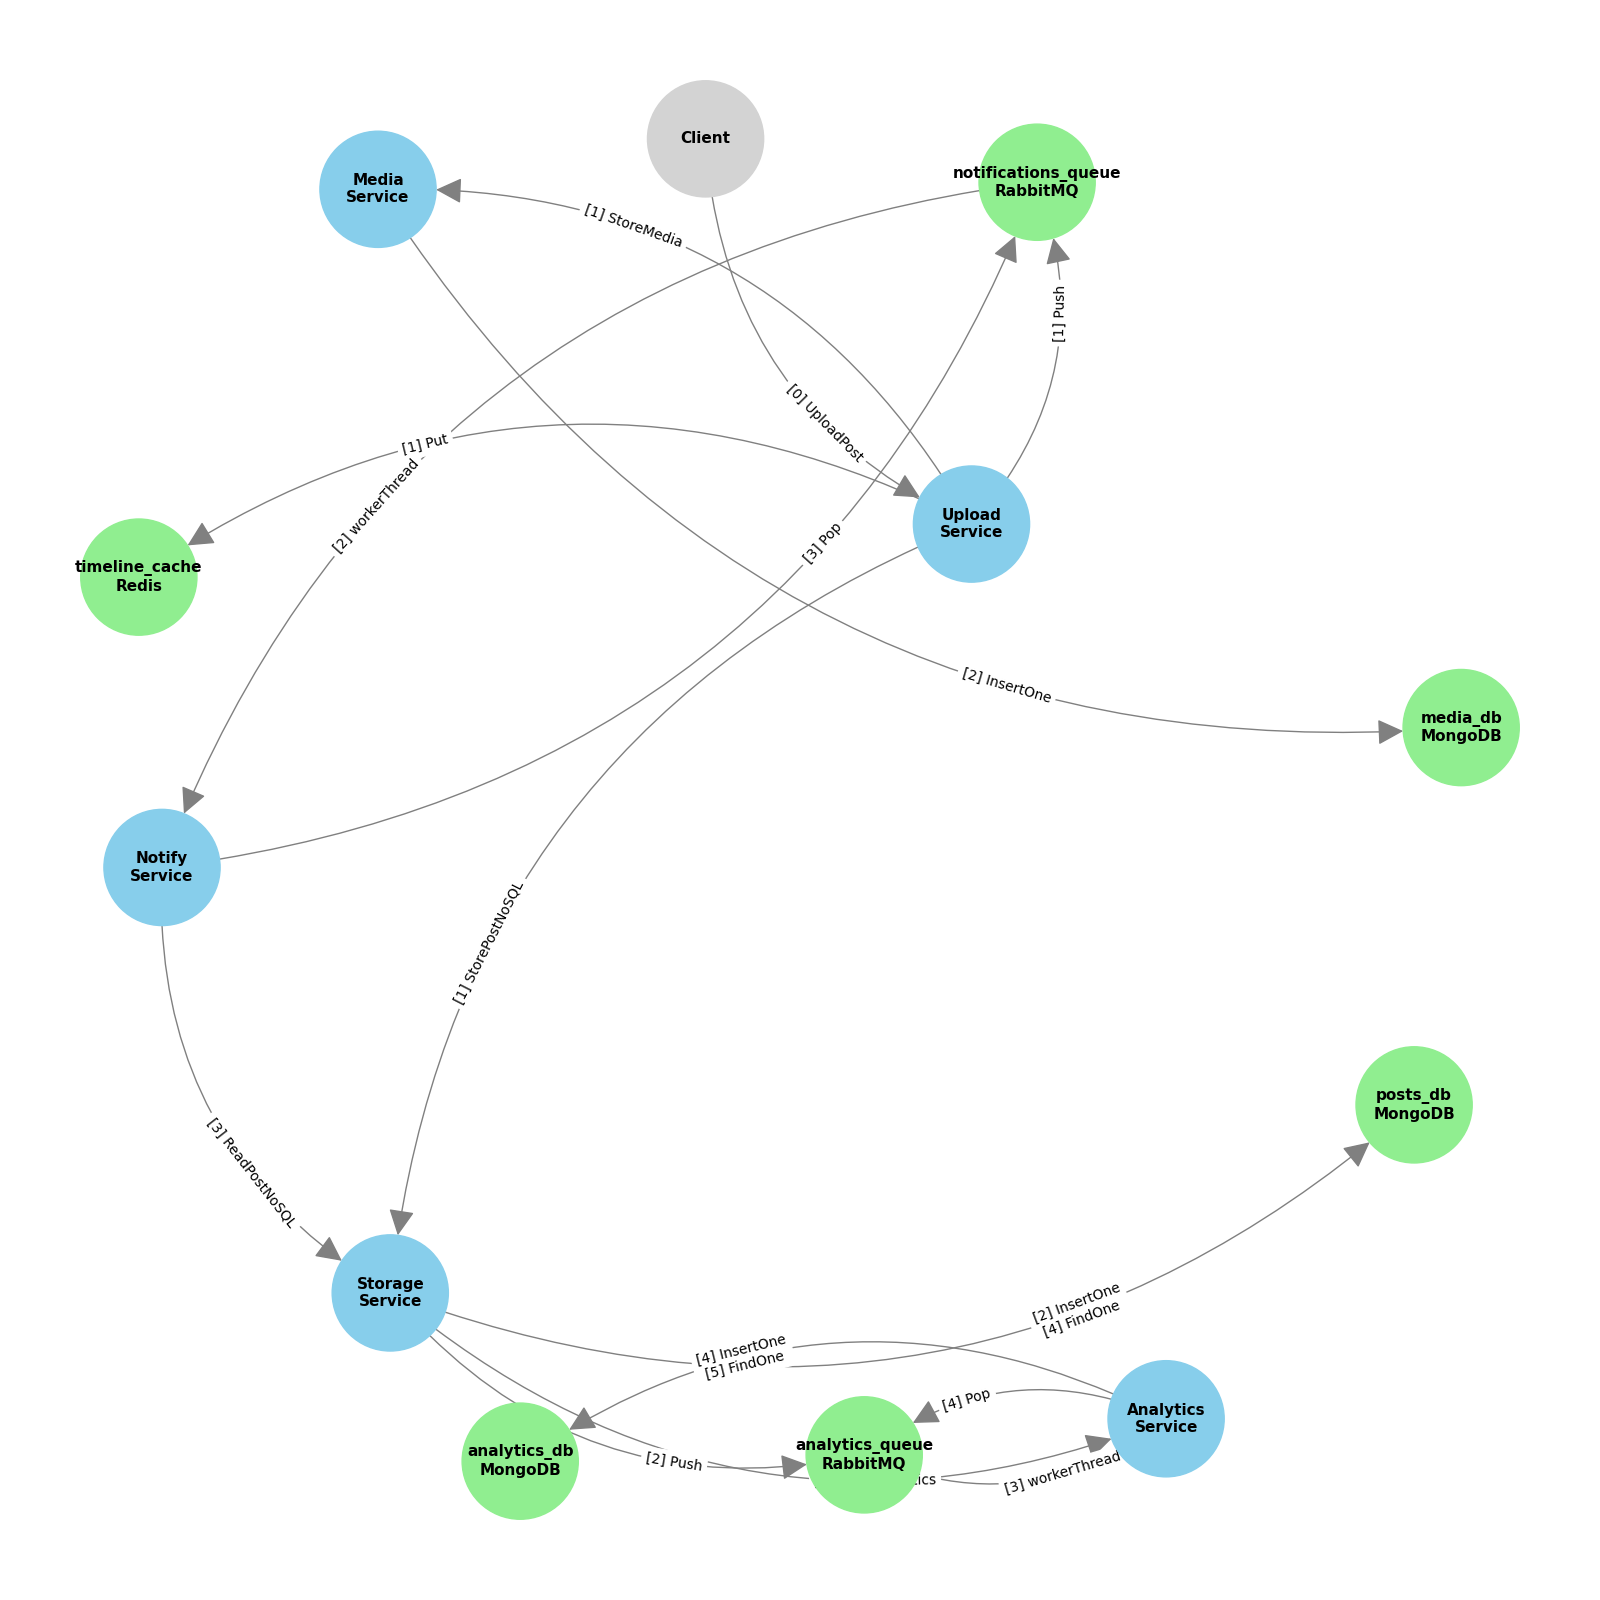 Client
Media
Service
notifications_queue
RabbitMQ
[1] StoreMedia
[1] Push
[0] UploadPost
[1] Put
[2] workerThread
[3] Pop
Upload
Service
timeline_cache
Redis
[2] InsertOne
media_db
MongoDB
Notify
Service
[1] StorePostNoSQL
[3] ReadPostNoSQL
posts_db
MongoDB
Storage
Service
[2] InsertOne
[4] FindOne
[4] InsertOne
[5] FindOne
[4] Pop
Analytics
Service
analytics_db
MongoDB
[2] Push
analytics_queue
RabbitMQ
[3] workerThread